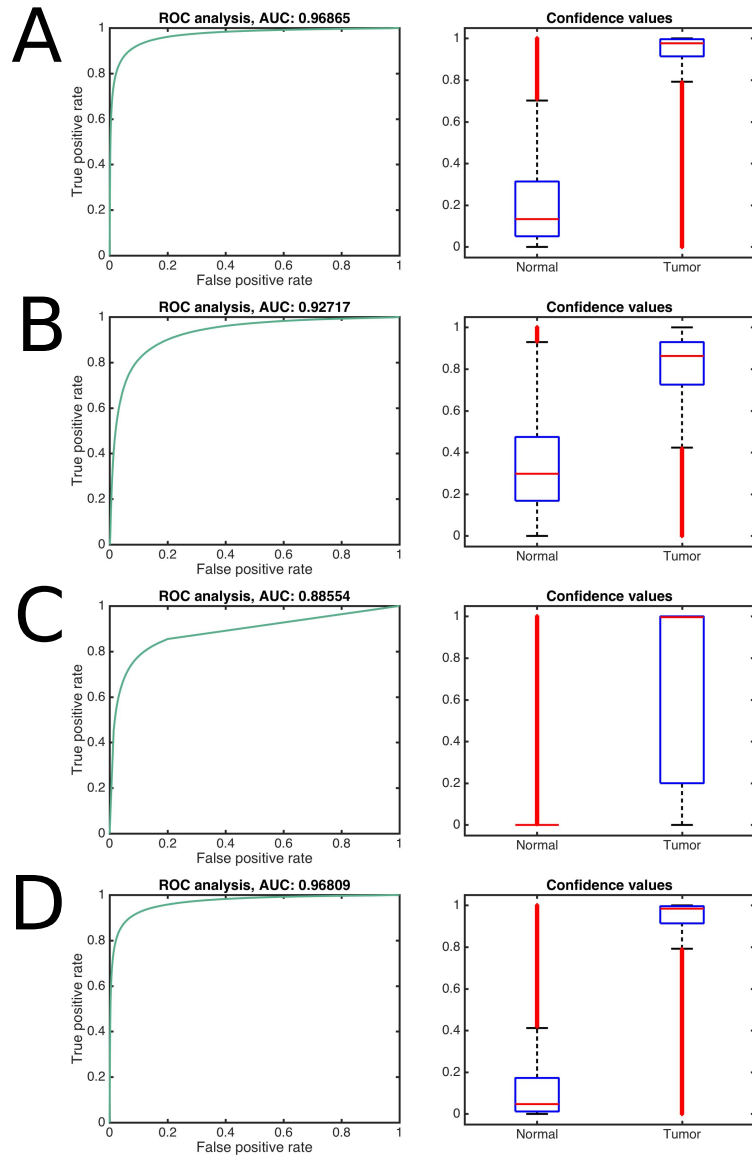 A
ROC analysis, AUC: 0.96865
True positive rate
1
0.8
0.6
0.4
0.2
0
0 0.2 0.4 0.6 0.8 1
False positive rate
Confidence values
1
0.8
0.6
0.4
0.2
0
Normal Tumor
B
ROC analysis, AUC: 0.92717
True positive rate
1
0.8
0.6
0.4
0.2
0
0 0.2 0.4 0.6 0.8 1
False positive rate
Confidence values
1
0.8
0.6
0.4
0.2
0
Normal Tumor
C
ROC analysis, AUC: 0.88554
True positive rate
1
0.8
0.6
0.4
0.2
0
0 0.2 0.4 0.6 0.8 1
False positive rate
Confidence values
1
0.8
0.6
0.4
0.2
0
Normal Tumor
D
ROC analysis, AUC: 0.96809
True positive rate
1
0.8
0.6
0.4
0.2
0
0 0.2 0.4 0.6 0.8 1
False positive rate
Confidence values
1
0.8
0.6
0.4
0.2
0
Normal Tumor